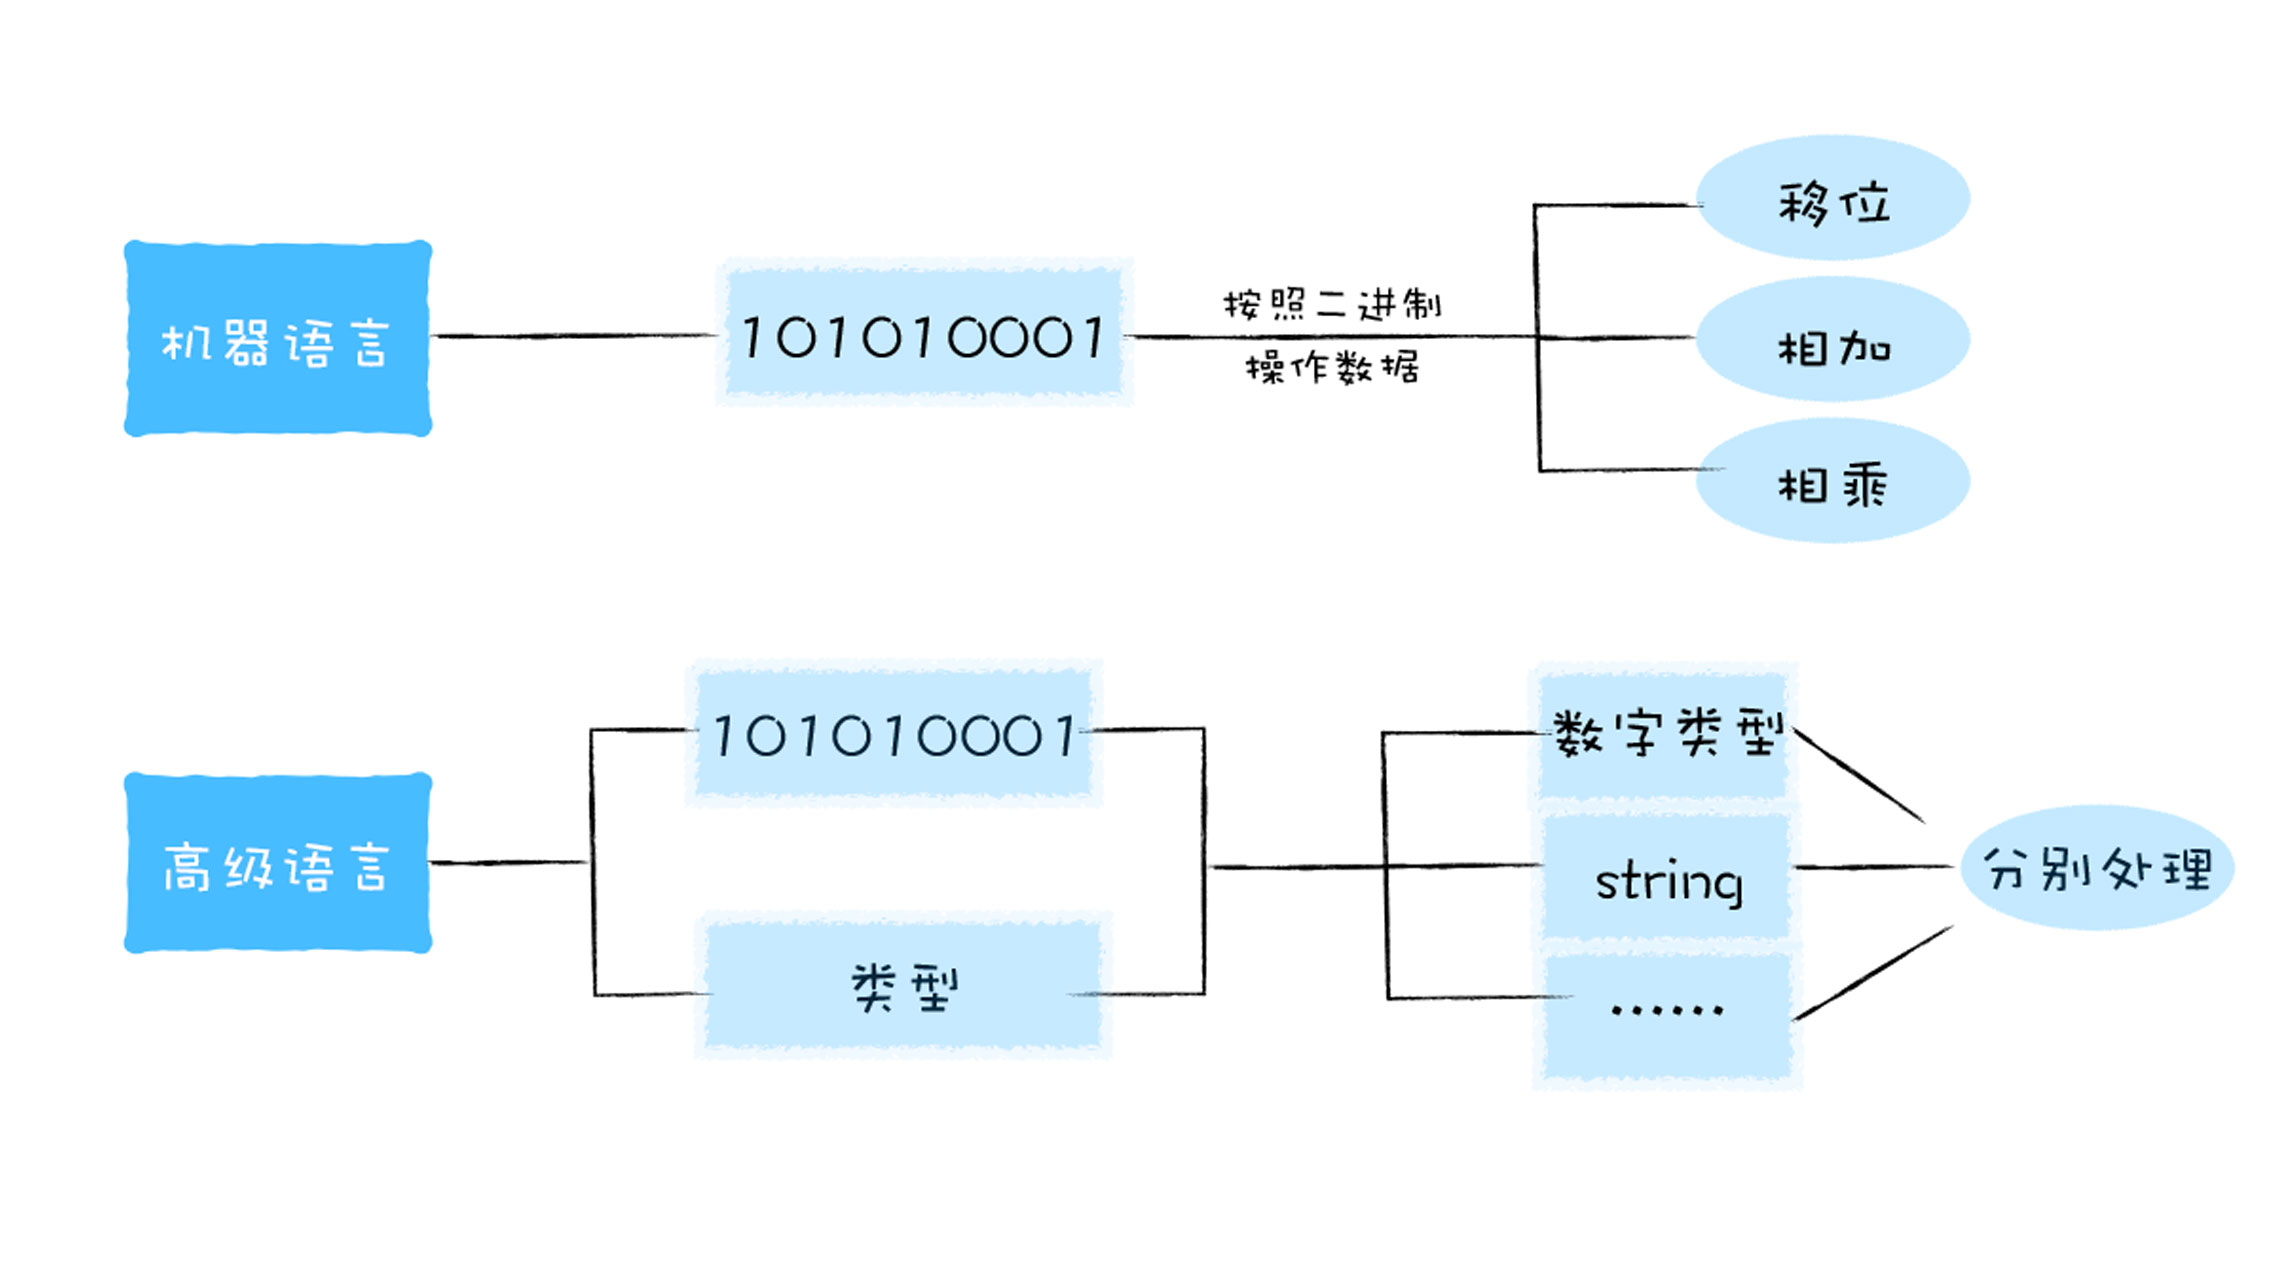 机器语言
101010001
按照二进制
操作数据
移位
相加
相乘
高级语言
101010001
类型
数字类型
string
......
分别处理